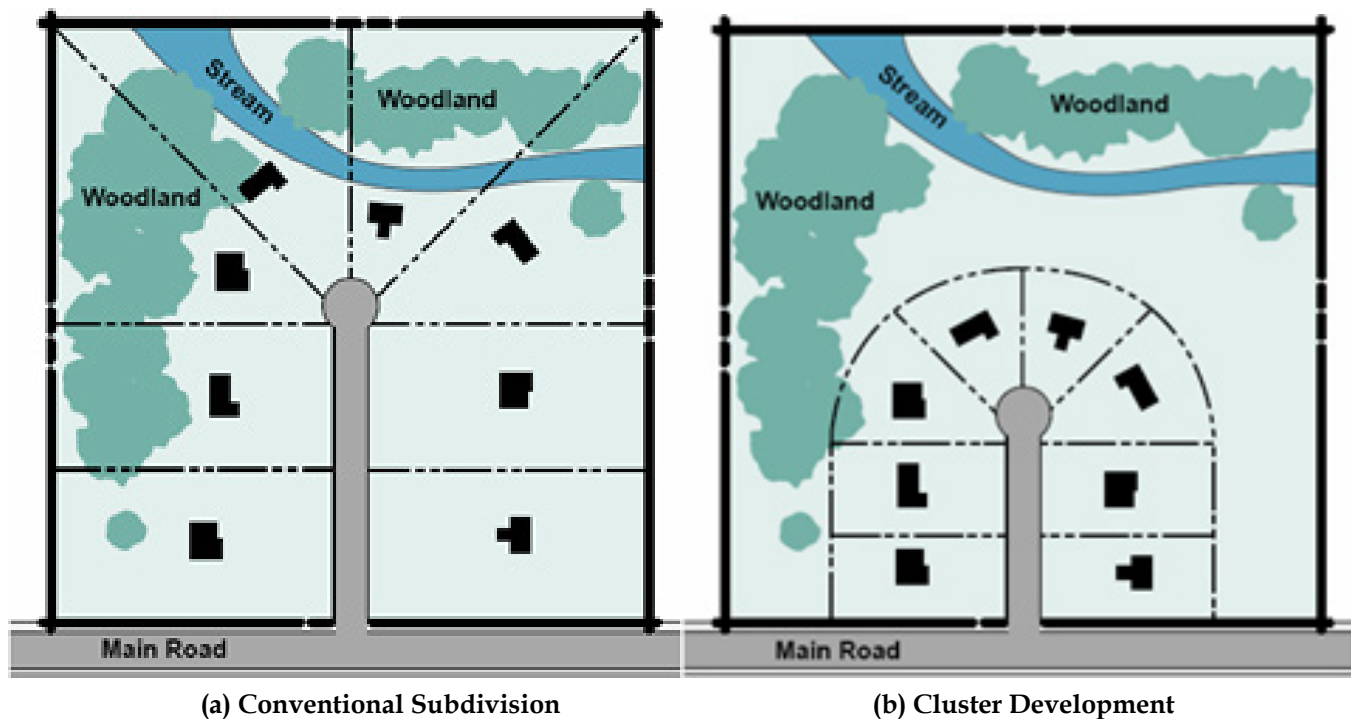 Stream
Woodland
Woodland
Main Road
(a) Conventional Subdivision
Stream
Woodland
Woodland
Main Road
(b) Cluster Development